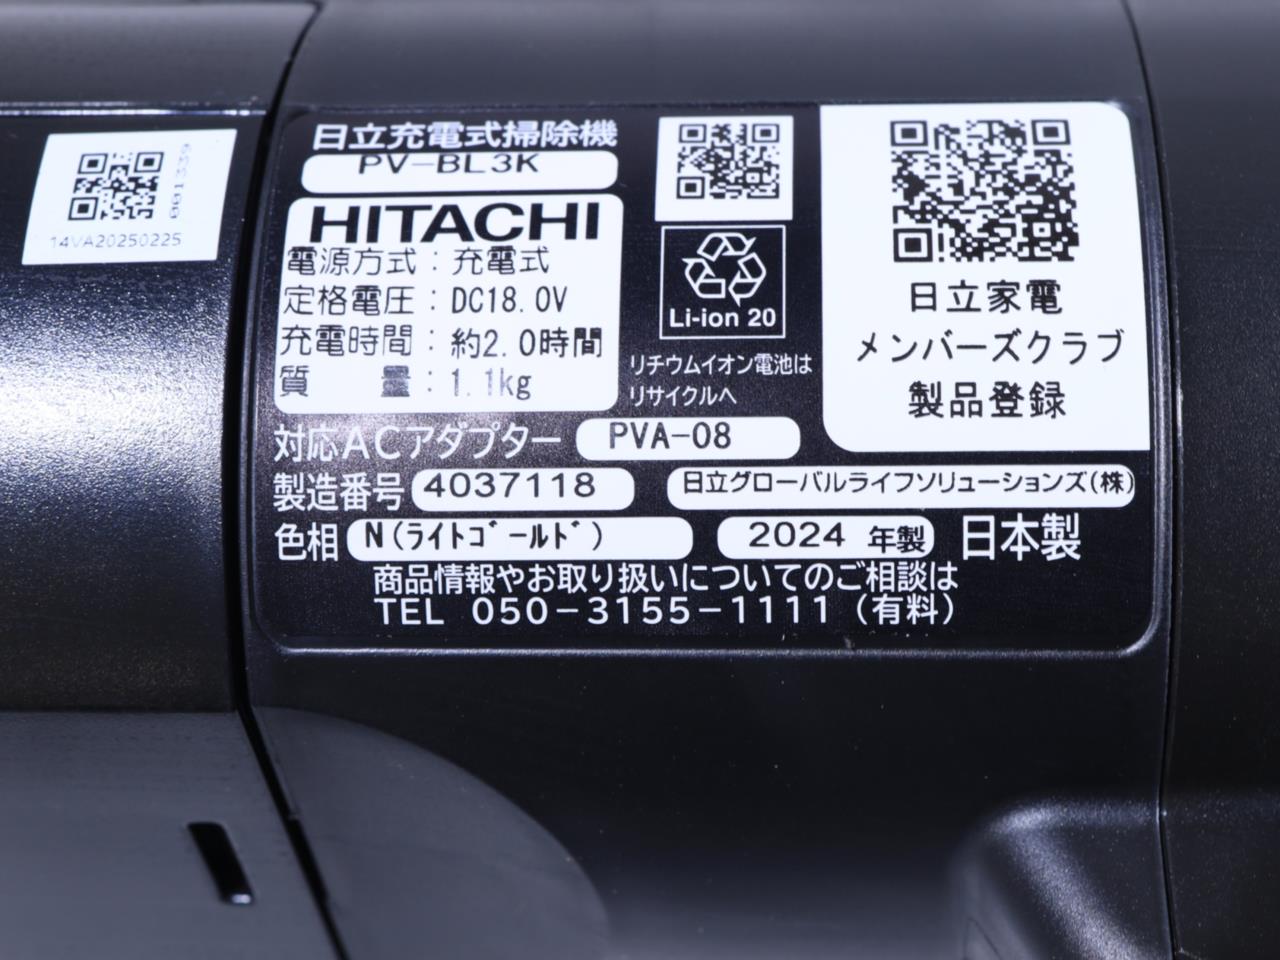 001339
14VA20250225
日立充電式掃除機
PV-BL3K
HITACHI
電源方式：充電式
定格電圧：DC18.0V
充電時間：約2.0時間
質　　量：1.1kg
Li-ion 20
リチウムイオン電池は
リサイクルへ
日立家電
メンバーズクラブ
製品登録
対応ACアダプター PVA-08
製造番号 4037118 日立グローバルライフソリューションズ(株)
色相 N(ﾗｲﾄｺﾞｰﾙﾄﾞ) 2024 年製 日本製
商品情報やお取り扱いについてのご相談は
TEL 050-3155-1111（有料）